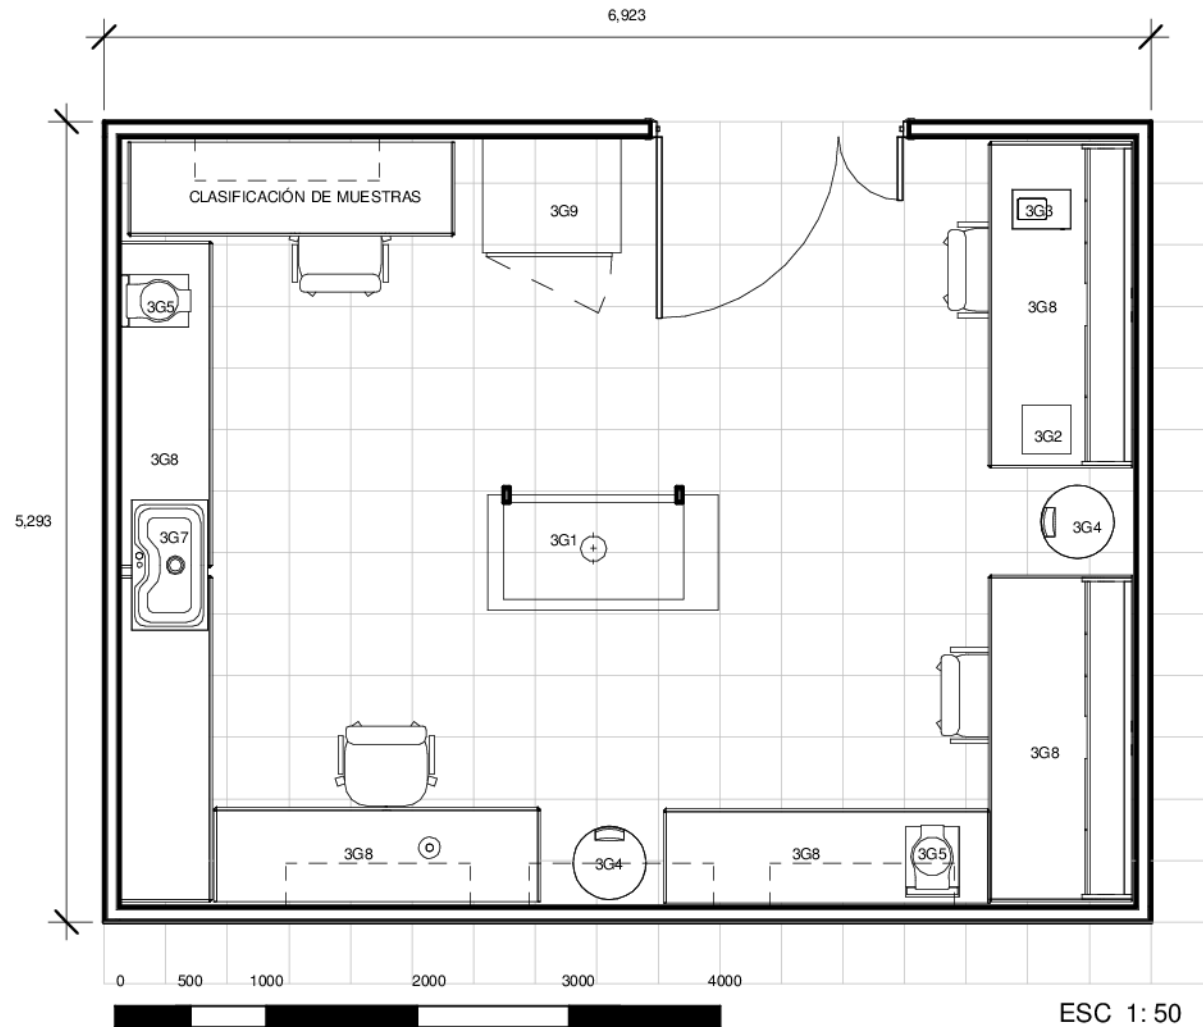 6,923
CLASIFICACIÓN DE MUESTRAS
3G9
3G3
3G5
3G8
3G2
3G8
5,293
3G7
3G1
3G4
3G8
3G8
3G4
3G8
3G5
0 500 1000 2000 3000 4000
ESC 1:50